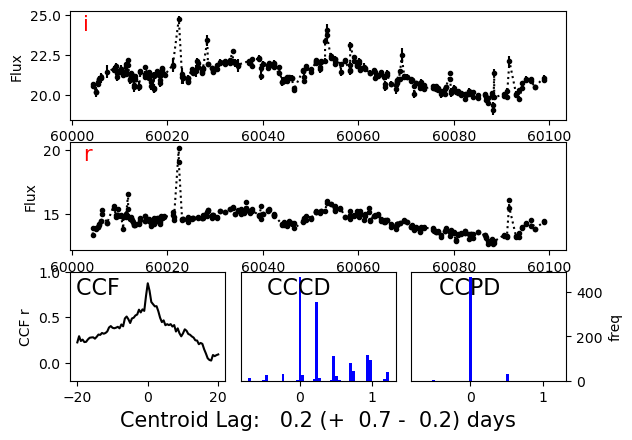 i
25.0
22.5
20.0
Flux
60000 60020 60040 60060 60080 60100
r
20
15
Flux
60000 60020 60040 60060 60080 60100
CCF
CCCD
CCPD
1.0
0.5
0.0
CCF r
400
200
0
freq
−20 0 20
0 1
0 1
Centroid Lag: 0.2 (+ 0.7 - 0.2) days